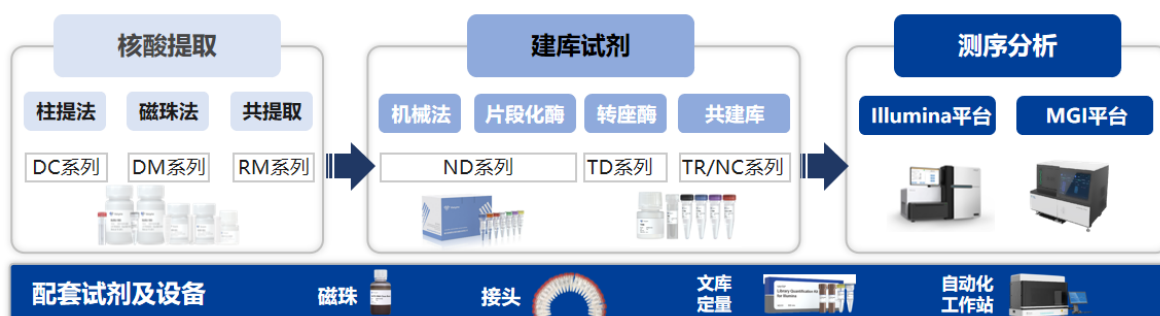 核酸提取
建库试剂
测序分析
柱提法
磁珠法
共提取
机械法
片段化酶
转座酶
共建库
Illumina平台
MGI平台
DC系列
DM系列
RM系列
ND系列
TD系列
TR/NC系列
配套试剂及设备
磁珠
接头
文库
定量
自动化
工作站